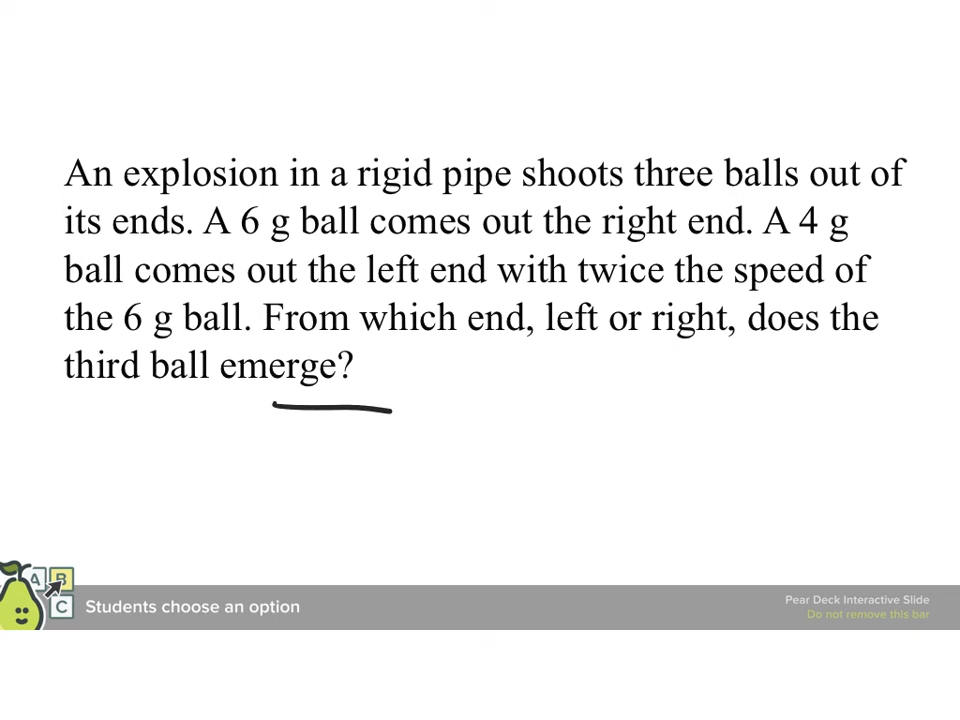 An explosion in a rigid pipe shoots three balls out of
its ends. A 6 g ball comes out the right end. A 4 g
ball comes out the left end with twice the speed of
the 6 g ball. From which end, left or right, does the
third ball emerge?
A B
C
Students choose an option
Pear Deck Interactive Slide
Do not remove this bar